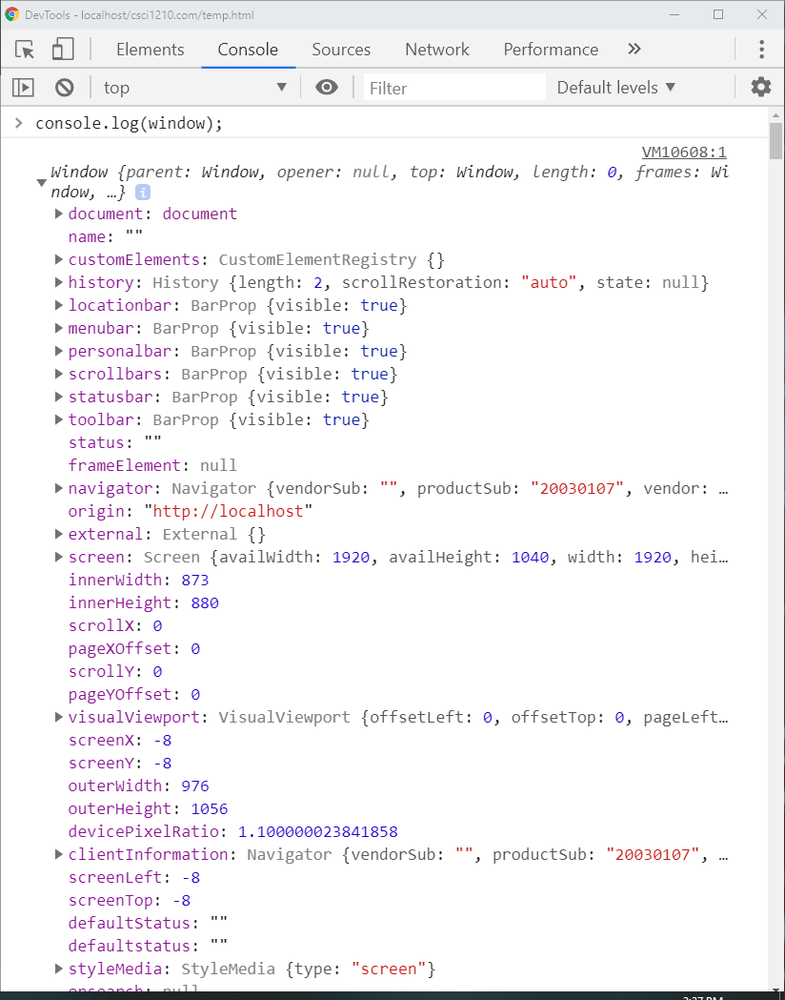 DevTools - localhost/csci1210.com/temp.html
Elements Console Sources Network Performance »
top ▼ Filter Default levels ▼
> console.log(window);
VM10608:1
▼ Window {parent: Window, opener: null, top: Window, length: 0, frames: Wi
ndow, …} i
▶ document: document
name: ""
▶ customElements: CustomElementRegistry {}
▶ history: History {length: 2, scrollRestoration: "auto", state: null}
▶ locationbar: BarProp {visible: true}
▶ menubar: BarProp {visible: true}
▶ personalbar: BarProp {visible: true}
▶ scrollbars: BarProp {visible: true}
▶ statusbar: BarProp {visible: true}
▶ toolbar: BarProp {visible: true}
status: ""
frameElement: null
▶ navigator: Navigator {vendorSub: "", productSub: "20030107", vendor: …
origin: "http://localhost"
▶ external: External {}
▶ screen: Screen {availWidth: 1920, availHeight: 1040, width: 1920, hei…
innerWidth: 873
innerHeight: 880
scrollX: 0
pageXOffset: 0
scrollY: 0
pageYOffset: 0
▶ visualViewport: VisualViewport {offsetLeft: 0, offsetTop: 0, pageLeft…
screenX: -8
screenY: -8
outerWidth: 976
outerHeight: 1056
devicePixelRatio: 1.100000023841858
▶ clientInformation: Navigator {vendorSub: "", productSub: "20030107", …
screenLeft: -8
screenTop: -8
defaultStatus: ""
defaultstatus: ""
▶ styleMedia: StyleMedia {type: "screen"}
onsearch: null